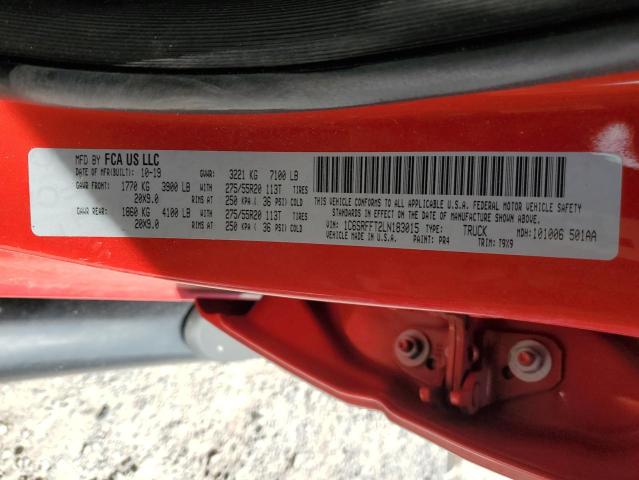 MFD BY FCA US LLC
DATE OF MFR(BUILT): 10-19 GVWR: 3221 KG 7100 LB
GAWR FRONT: 1770 KG 3900 LB WITH 275/55R20 113T TIRES
20X9.0 RIMS AT 250 KPA ( 36 PSI) COLD
GAWR REAR: 1860 KG 4100 LB WITH 275/55R20 113T TIRES
20X9.0 RIMS AT 250 KPA ( 36 PSI) COLD
THIS VEHICLE CONFORMS TO ALL APPLICABLE U.S.A. FEDERAL MOTOR VEHICLE SAFETY
STANDARDS IN EFFECT ON THE DATE OF MANUFACTURE SHOWN ABOVE.
VIN: 1C6SRFFT2LN183015 TYPE: TRUCK MDH:101006 501AA
VEHICLE MADE IN U.S.A. PAINT: PR4 TRIM: T9X9